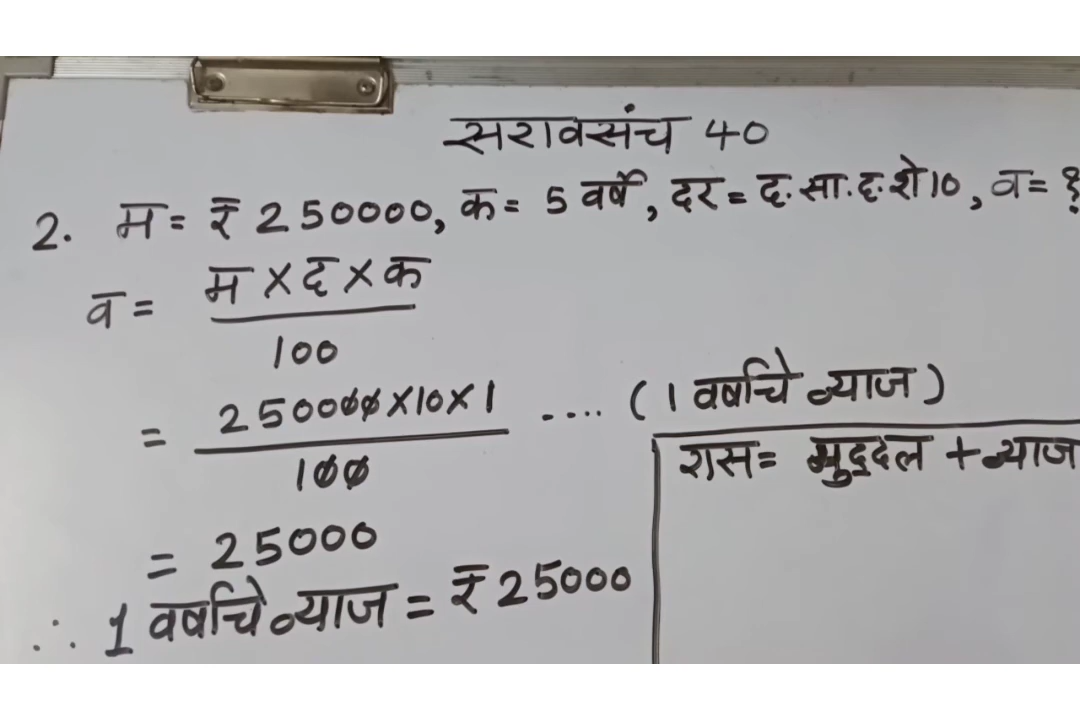 सरावसंच 40
2. म= ₹ 250000, क= 5 वर्षे, दर= द.सा.द.शे 10, व= ?
व= म × द × क
100
= 250000×10×1 .... (1 वर्षाचे व्याज)
100
= 25000
∴ 1 वर्षाचे व्याज = ₹ 25000
रास= मुद्दल + व्याज